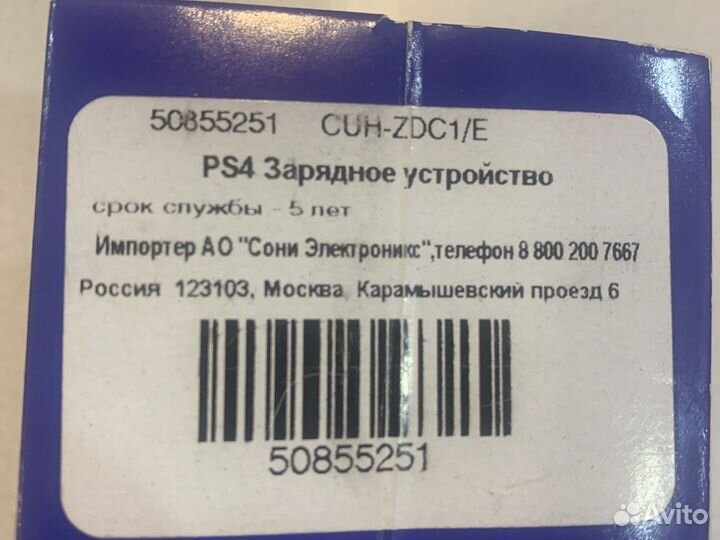 50855251 CUH-ZDC1/E
PS4 Зарядное устройство
срок службы - 5 лет
Импортер АО "Сони Электроникс",телефон 8 800 200 7667
Россия 123103, Москва, Карамышевский проезд 6
50855251
Avito